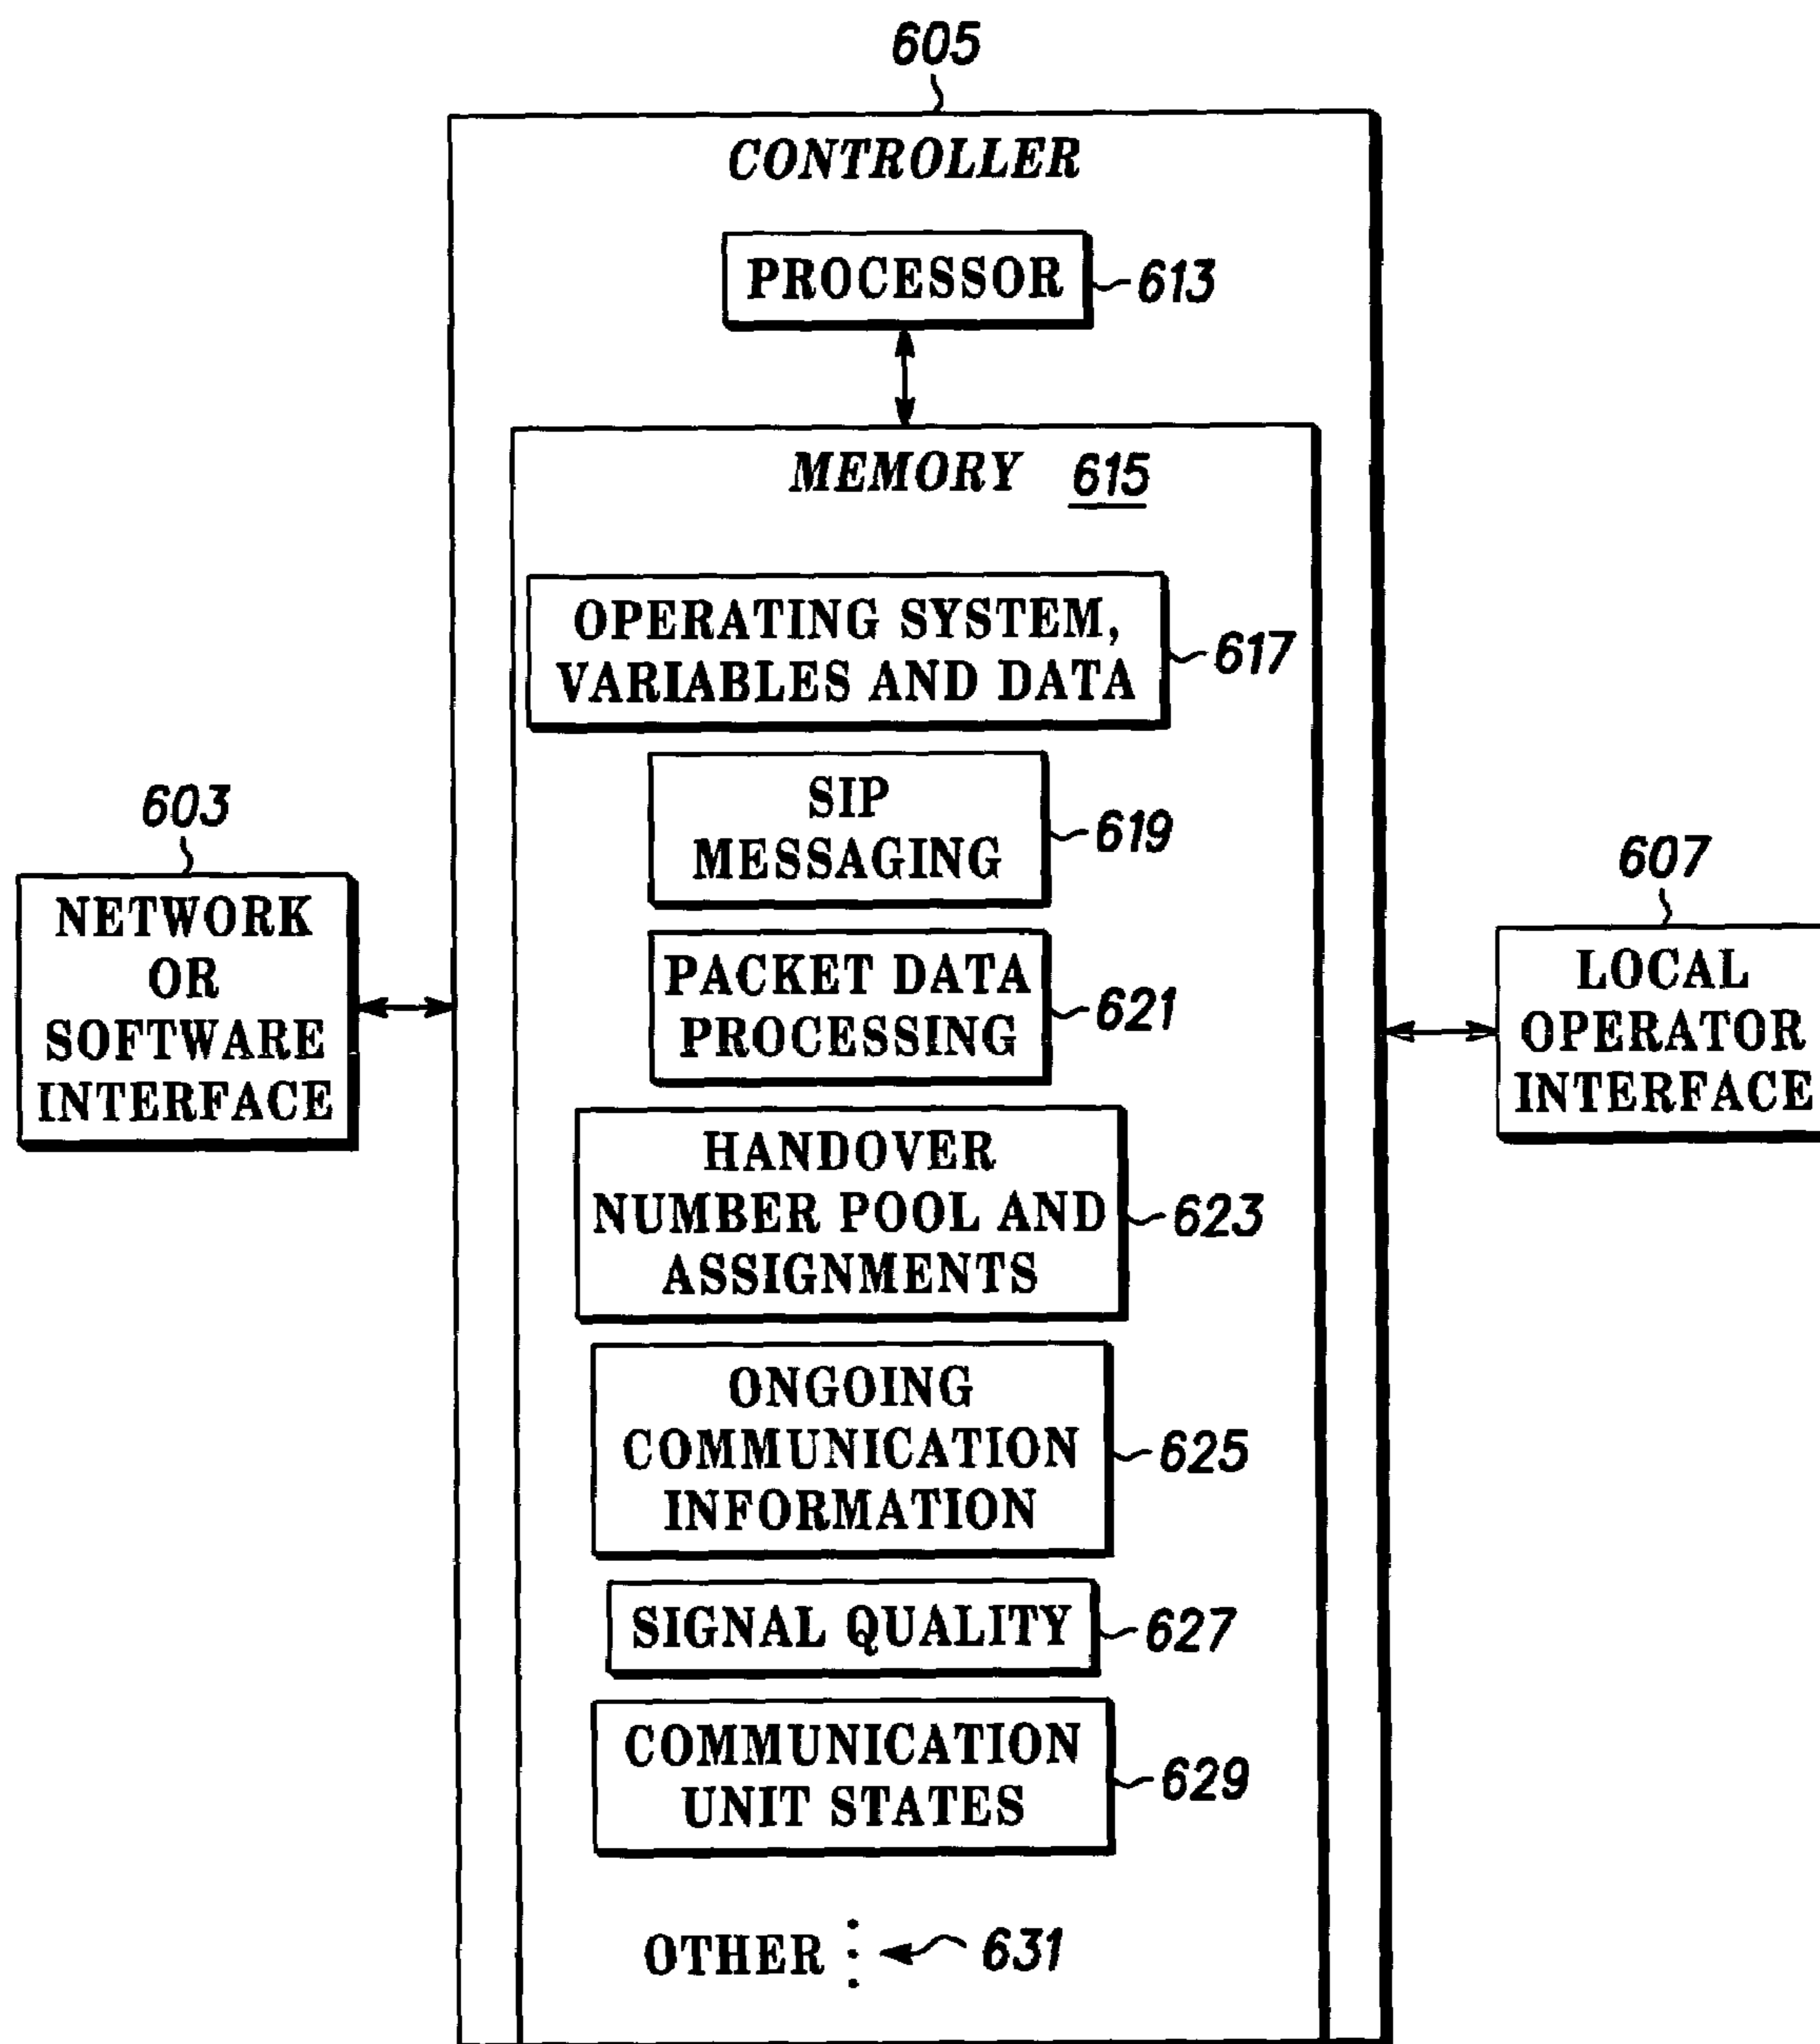 605
CONTROLLER
PROCESSOR
613
MEMORY 615
OPERATING SYSTEM,
VARIABLES AND DATA
617
SIP
MESSAGING
619
603
NETWORK
OR
SOFTWARE
INTERFACE
PACKET DATA
PROCESSING
621
607
LOCAL
OPERATOR
INTERFACE
HANDOVER
NUMBER POOL AND
ASSIGNMENTS
623
ONGOING
COMMUNICATION
INFORMATION
625
SIGNAL QUALITY
627
COMMUNICATION
UNIT STATES
629
OTHER
631